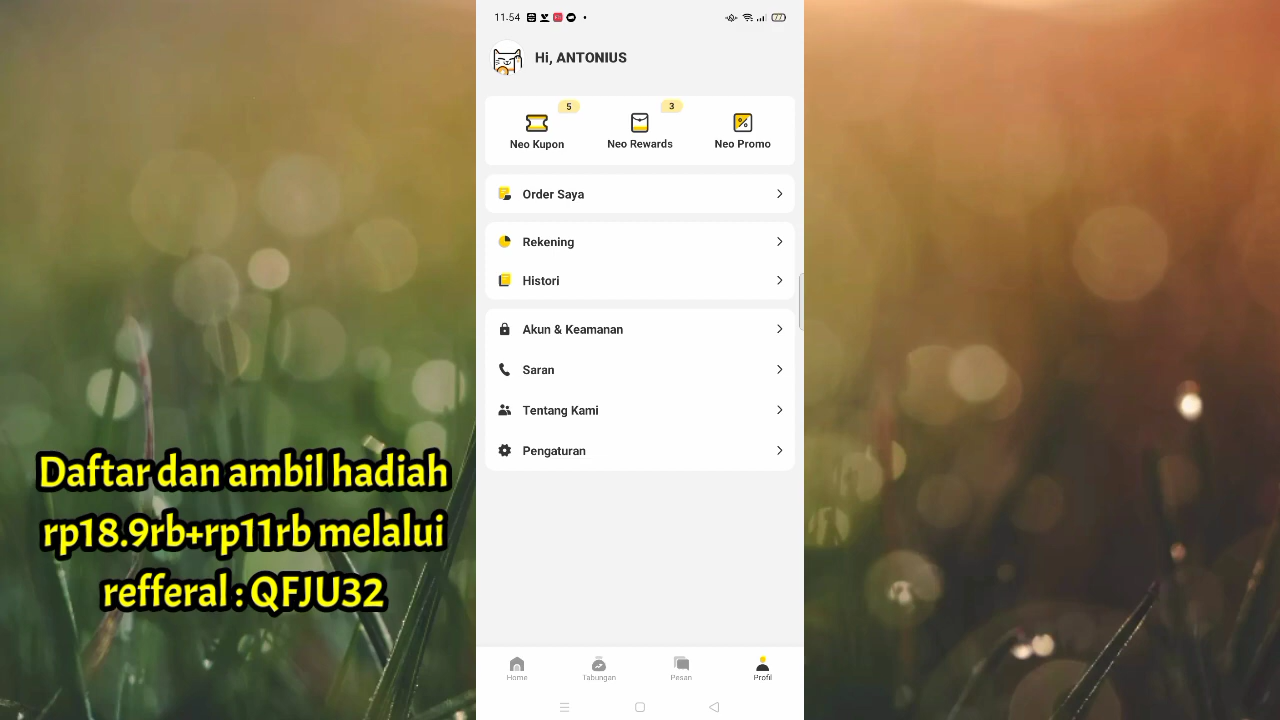 11.54
77
Hi, ANTONIUS
5
3
Neo Kupon
Neo Rewards
Neo Promo
Order Saya
Rekening
Histori
Akun & Keamanan
Saran
Tentang Kami
Pengaturan
Daftar dan ambil hadiah
rp18.9rb+rp11rb melalui
refferal : QFJU32
Home
Tabungan
Pesan
Profil